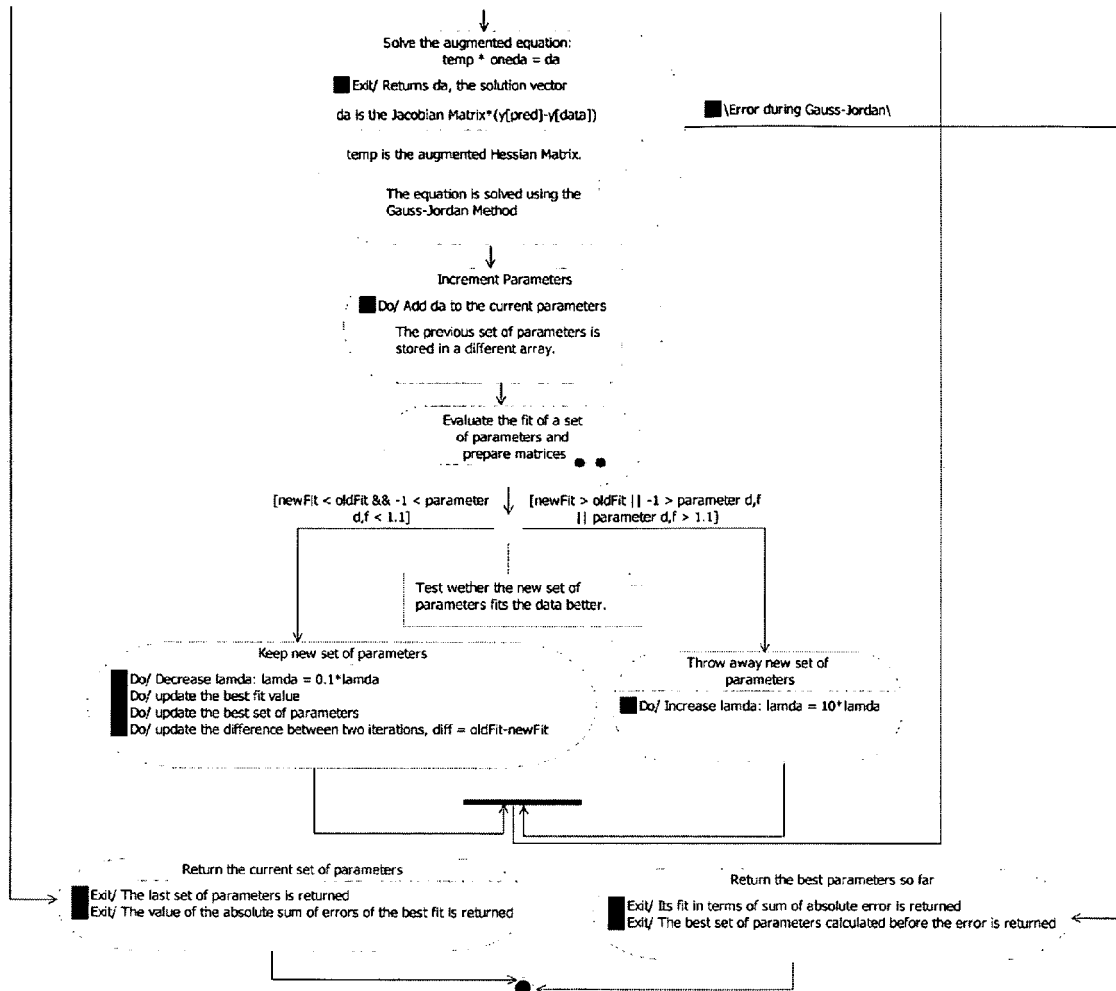 Solve the augmented equation:
temp * oneda = da
Exit/ Returns da, the solution vector
da is the Jacobian Matrix*(y[pred]-y[data])
temp is the augmented Hessian Matrix.
The equation is solved using the
Gauss-Jordan Method
\Error during Gauss-Jordan\
Increment Parameters
Do/ Add da to the current parameters
The previous set of parameters is
stored in a different array.
Evaluate the fit of a set
of parameters and
prepare matrices
[newFit < oldFit && -1 < parameter
d,f < 1.1]
[newFit > oldFit || -1 > parameter d,f
|| parameter d,f > 1.1]
Test wether the new set of
parameters fits the data better.
Keep new set of parameters
Do/ Decrease lamda: lamda = 0.1*lamda
Do/ update the best fit value
Do/ update the best set of parameters
Do/ update the difference between two iterations, diff = oldFit-newFit
Throw away new set of
parameters
Do/ Increase lamda: lamda = 10*lamda
Return the current set of parameters
Exit/ The last set of parameters is returned
Exit/ The value of the absolute sum of errors of the best fit is returned
Return the best parameters so far
Exit/ Its fit in terms of sum of absolute error is returned
Exit/ The best set of parameters calculated before the error is returned